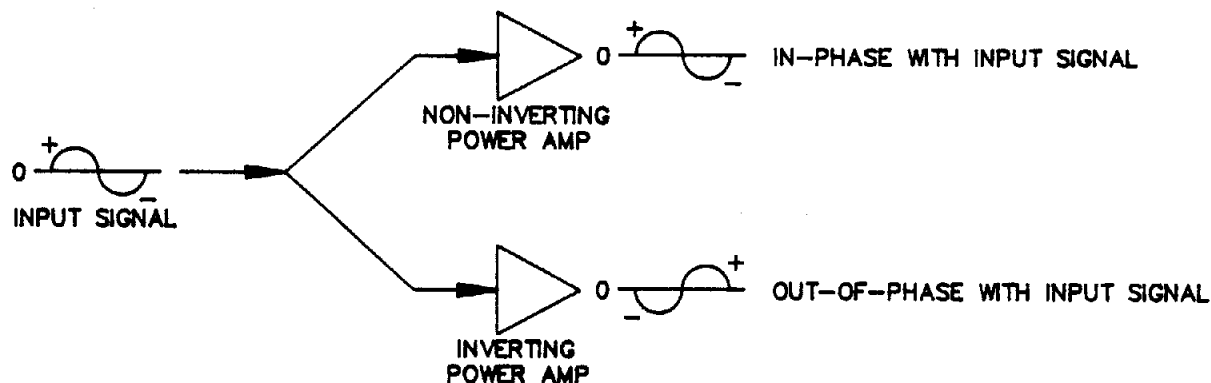 +
0 -
IN-PHASE WITH INPUT SIGNAL
NON-INVERTING
POWER AMP
+
0 -
INPUT SIGNAL
+
0 -
OUT-OF-PHASE WITH INPUT SIGNAL
INVERTING
POWER AMP